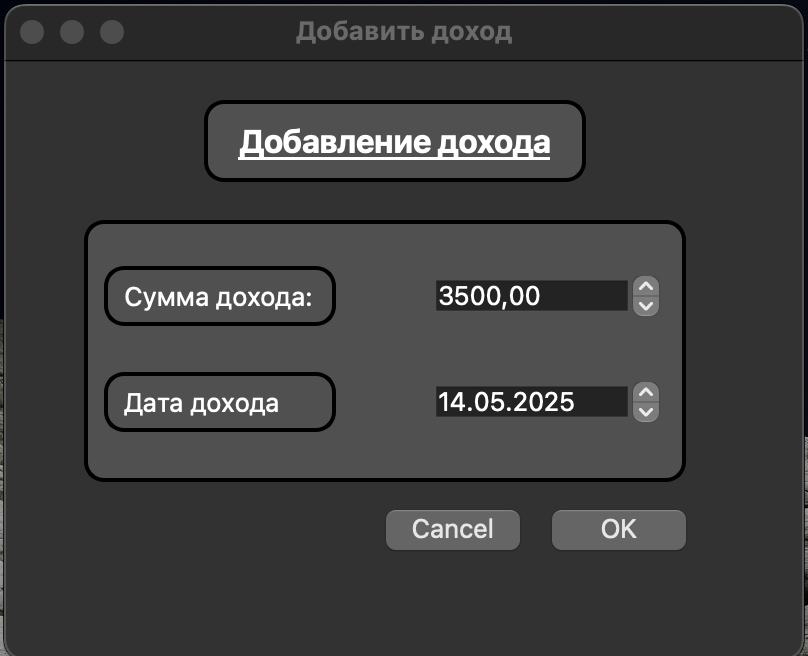 Добавить доход
Добавление дохода
Сумма дохода: 3500,00
Дата дохода 14.05.2025
Cancel OK